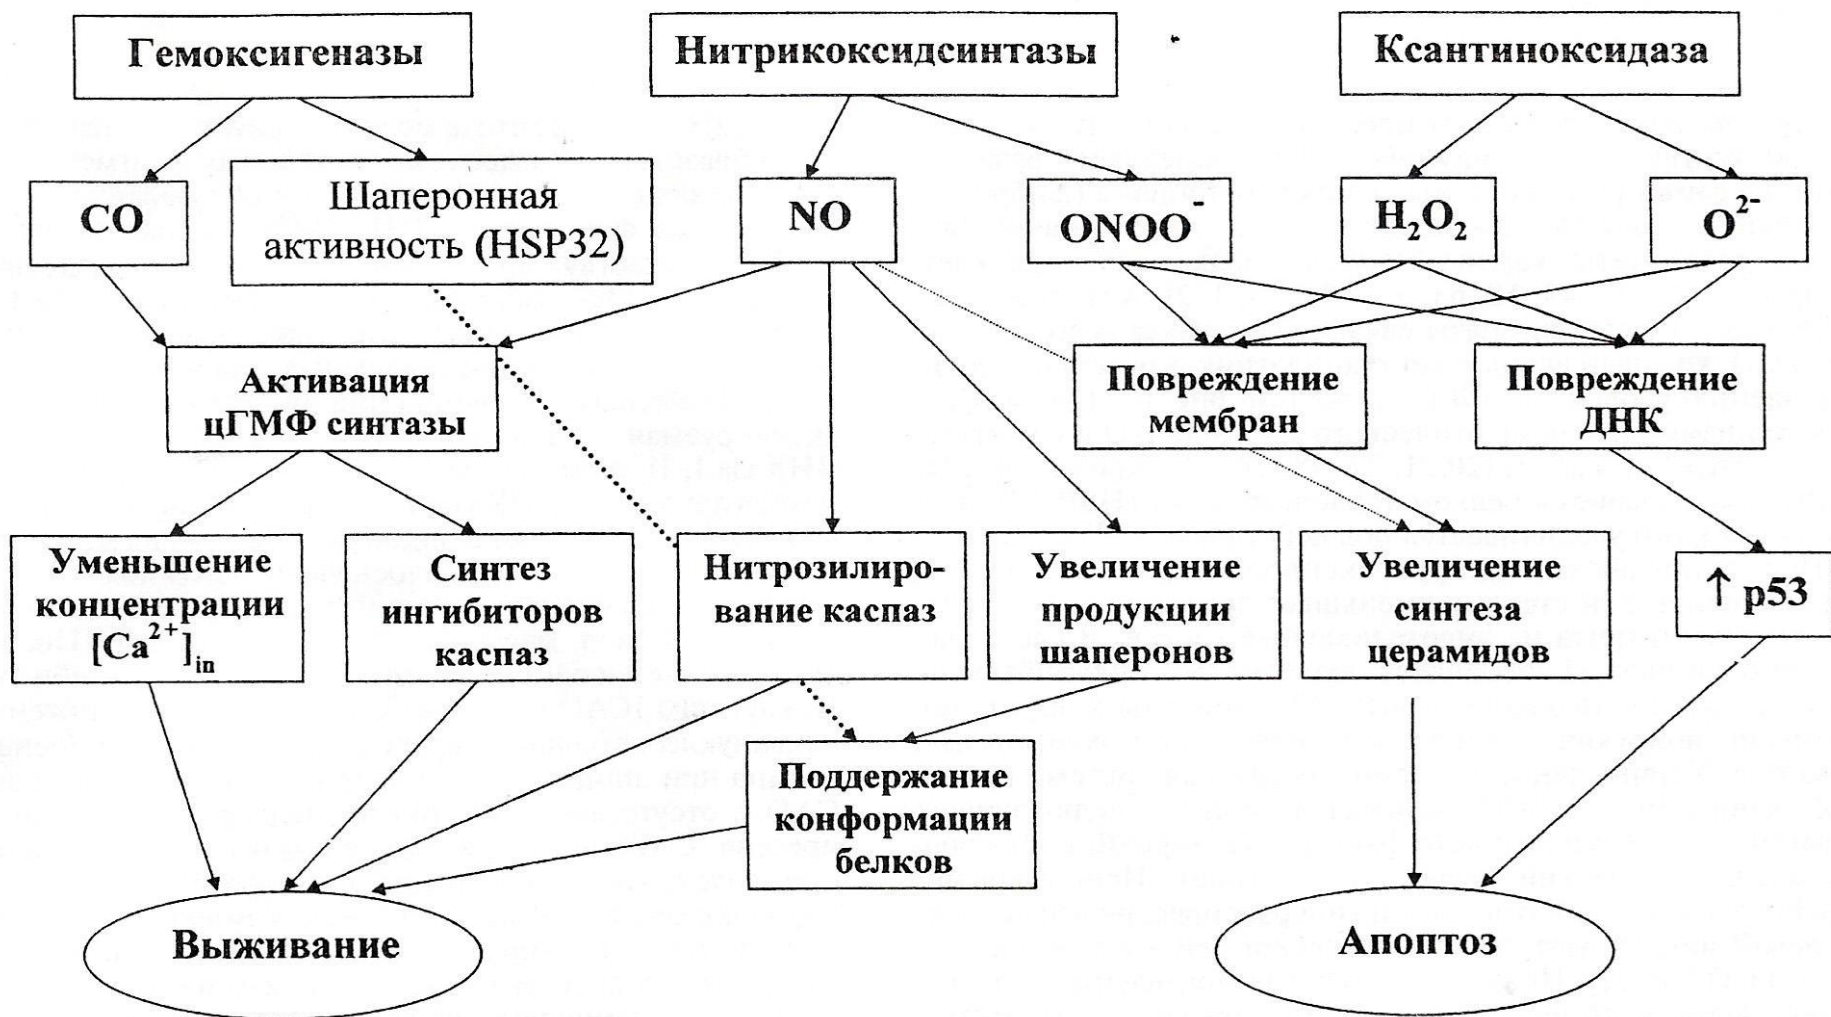 Гемоксигеназы
Нитрикоксидсинтазы
Ксантиноксидаза
CO
Шаперонная
активность (HSP32)
NO
ONOO⁻
H₂O₂
O²⁻
Активация
цГМФ синтазы
Повреждение
мембран
Повреждение
ДНК
Уменьшение
концентрации
[Ca²⁺]in
Синтез
ингибиторов
каспаз
Нитрозилиро-
вание каспаз
Увеличение
продукции
шаперонов
Увеличение
синтеза
церамидов
↑ p53
Поддержание
конформации
белков
Выживание
Апоптоз